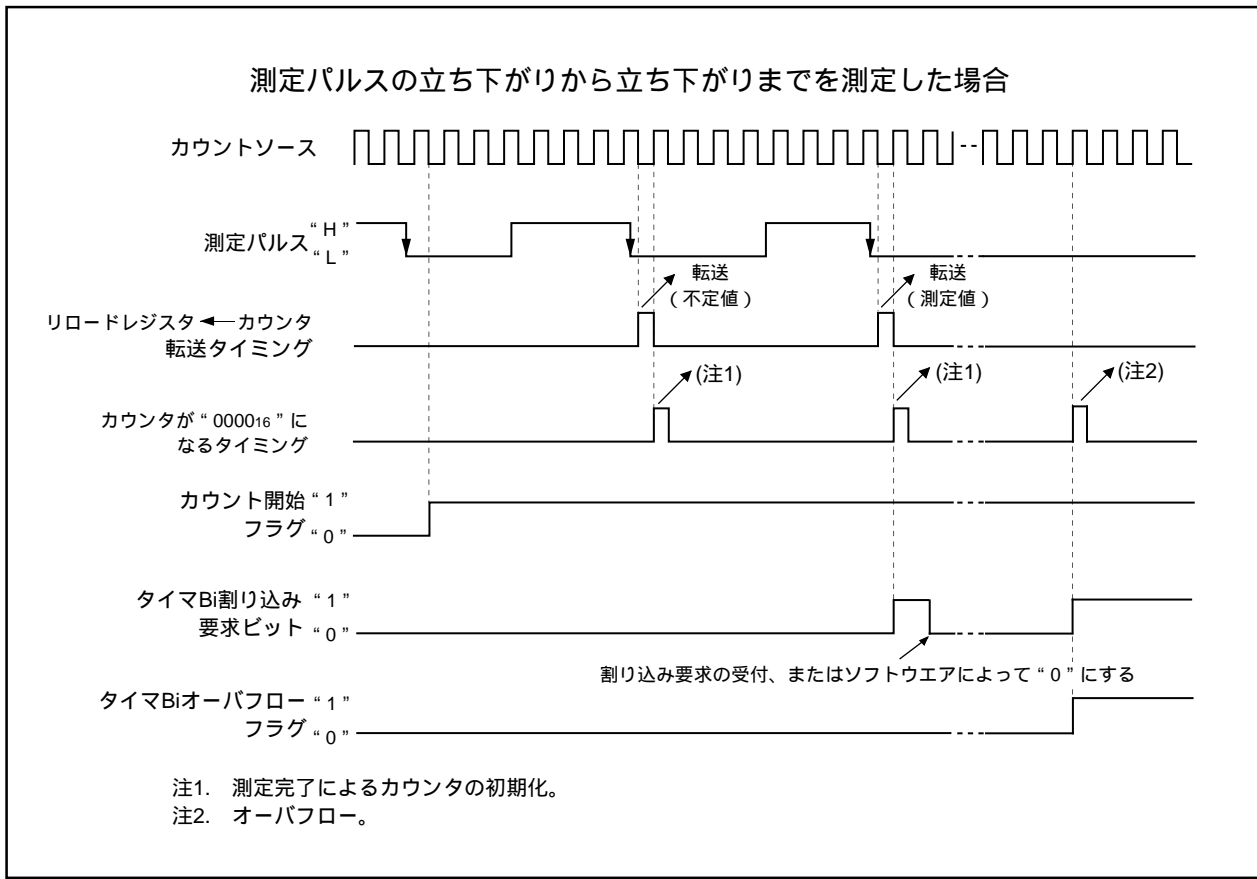 測定パルスの立ち下がりから立ち下がりまでを測定した場合
カウントソース
測定パルス “ H ”
“ L ”
転送
( 不定値 )
転送
( 測定値 )
リロードレジスタ ← カウンタ
転送タイミング
(注1)
(注1)
(注2)
カウンタが “ 000016 ” に
なるタイミング
カウント開始 “ 1 ”
フラグ “ 0 ”
タイマBi割り込み “ 1 ”
要求ビット “ 0 ”
割り込み要求の受付、またはソフトウエアによって “ 0 ” にする
タイマBiオーバフロー “ 1 ”
フラグ “ 0 ”
注1. 測定完了によるカウンタの初期化。
注2. オーバフロー。